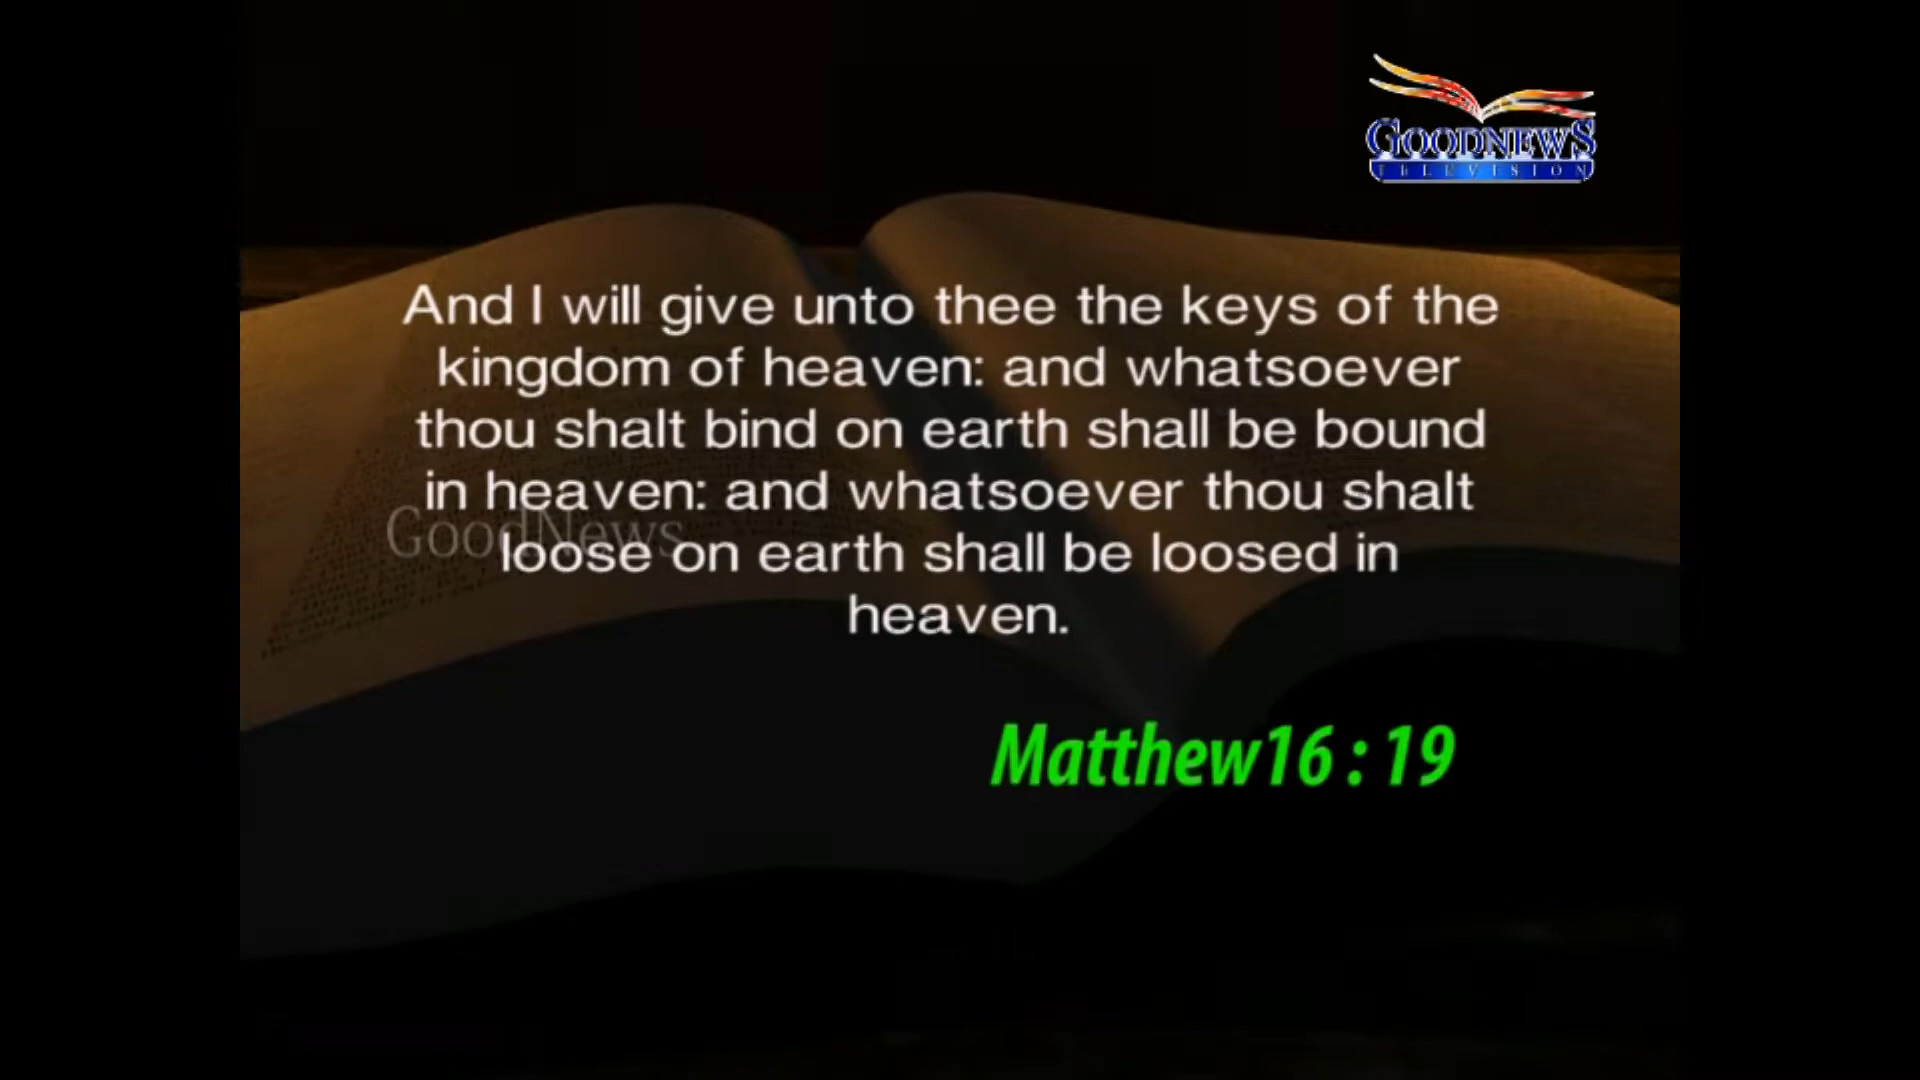 GOODNEWS
TELEVISION
And I will give unto thee the keys of the
kingdom of heaven: and whatsoever
thou shalt bind on earth shall be bound
in heaven: and whatsoever thou shalt
GoodNews
loose on earth shall be loosed in
heaven.
Matthew16 : 19